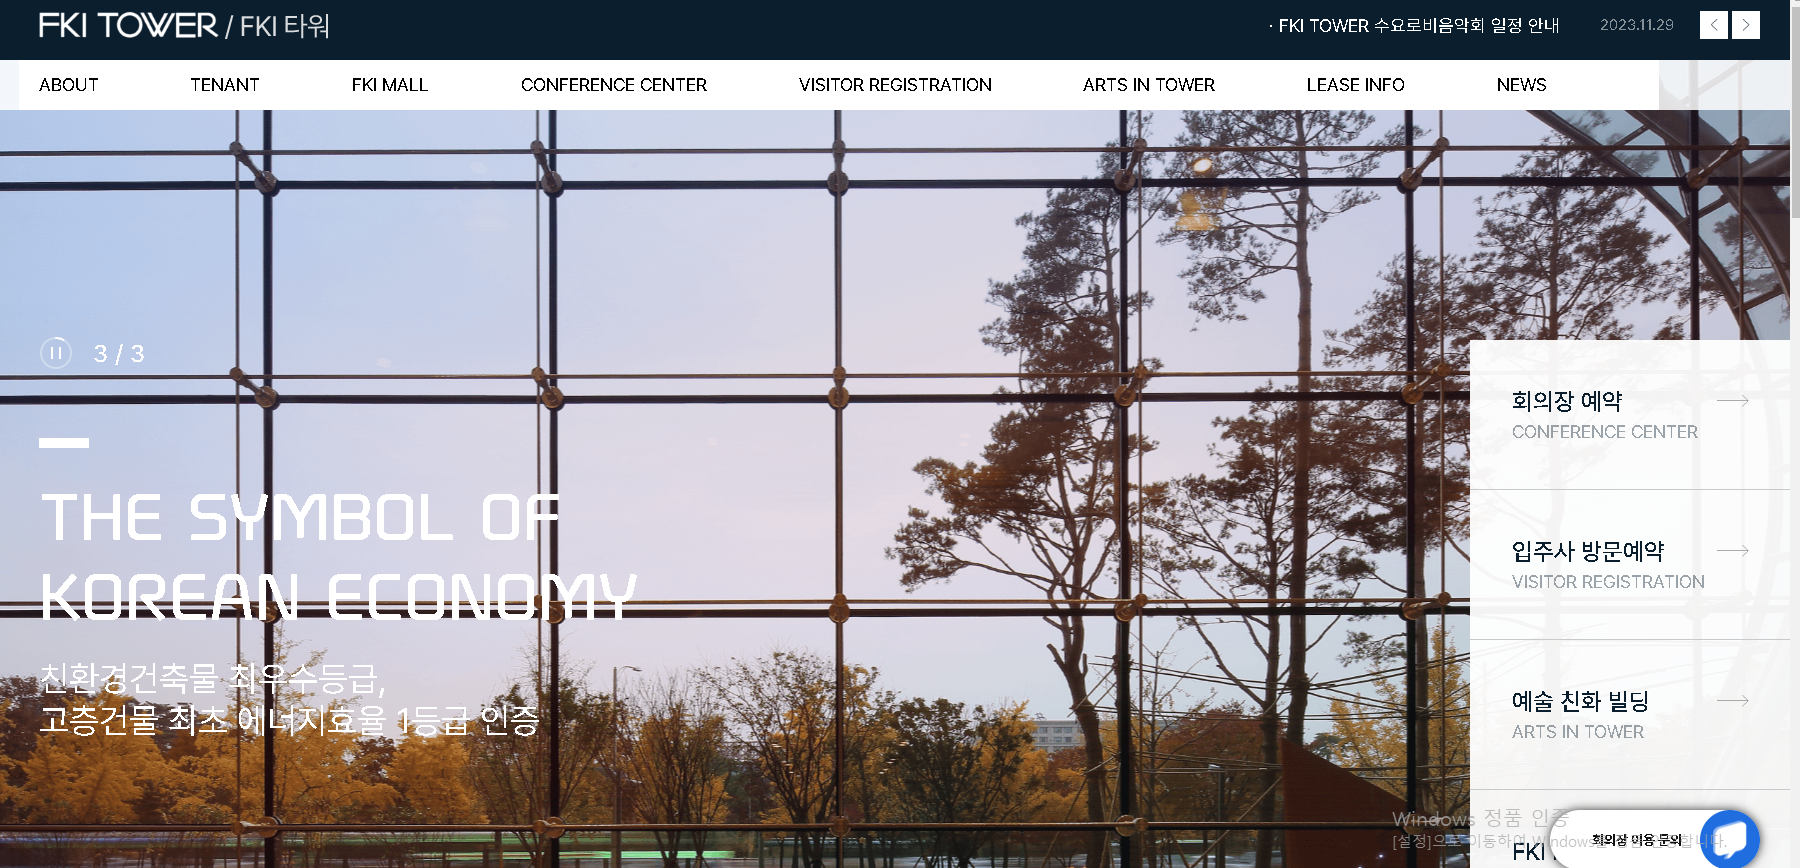 FKI TOWER / FKI 타워
· FKI TOWER 수요로비음악회 일정 안내 2023.11.29
ABOUT TENANT FKI MALL CONFERENCE CENTER VISITOR REGISTRATION ARTS IN TOWER LEASE INFO NEWS
3 / 3
THE SYMBOL OF
KOREAN ECONOMY
친환경건축물 최우수등급,
고층건물 최초 에너지효율 1등급 인증
회의장 예약
CONFERENCE CENTER
입주사 방문예약
VISITOR REGISTRATION
예술 친화 빌딩
ARTS IN TOWER
Windows 정품 인증
[설정]으로 이동하여 Windows
회의장 이용 문의
FKI